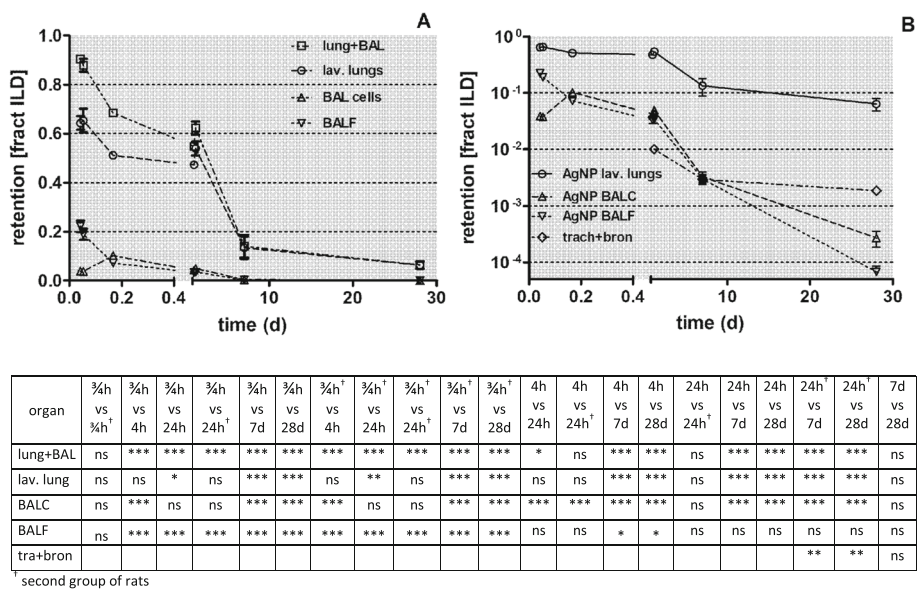 A
retention [fract ILD]
1.0
0.8
0.6
0.4
0.2
0.0
lung+BAL
lav. lungs
BAL cells
BALF
0.0 0.2 0.4 10 20 30
time (d)
B
retention [fract ILD]
10⁰
10⁻¹
10⁻²
10⁻³
10⁻⁴
AgNP lav. lungs
AgNP BALC
AgNP BALF
trach+bron
0.0 0.2 0.4 10 20 30
time (d)
organ ¾h vs ¾h† ¾h vs 4h ¾h vs 24h ¾h vs 24h† ¾h vs 7d ¾h vs 28d ¾h† vs 4h ¾h† vs 24h ¾h† vs 24h† ¾h† vs 7d ¾h† vs 28d 4h vs 24h 4h vs 24h† 4h vs 7d 4h vs 28d 24h vs 24h† 24h vs 7d 24h vs 28d 24h† vs 7d 24h† vs 28d 7d vs 28d
lung+BAL ns *** *** *** *** *** *** *** *** *** *** * ns *** *** ns *** *** *** *** ns
lav. lung ns ns * ns *** *** ns ** ns *** *** ns ns *** *** ns *** *** *** *** ns
BALC ns *** ns ns *** *** *** ns ns *** *** *** *** *** *** ns *** *** *** *** ns
BALF ns *** *** *** *** *** *** *** *** *** *** ns ns * * ns ns ns ns ns ns
tra+bron ** ** ns
† second group of rats